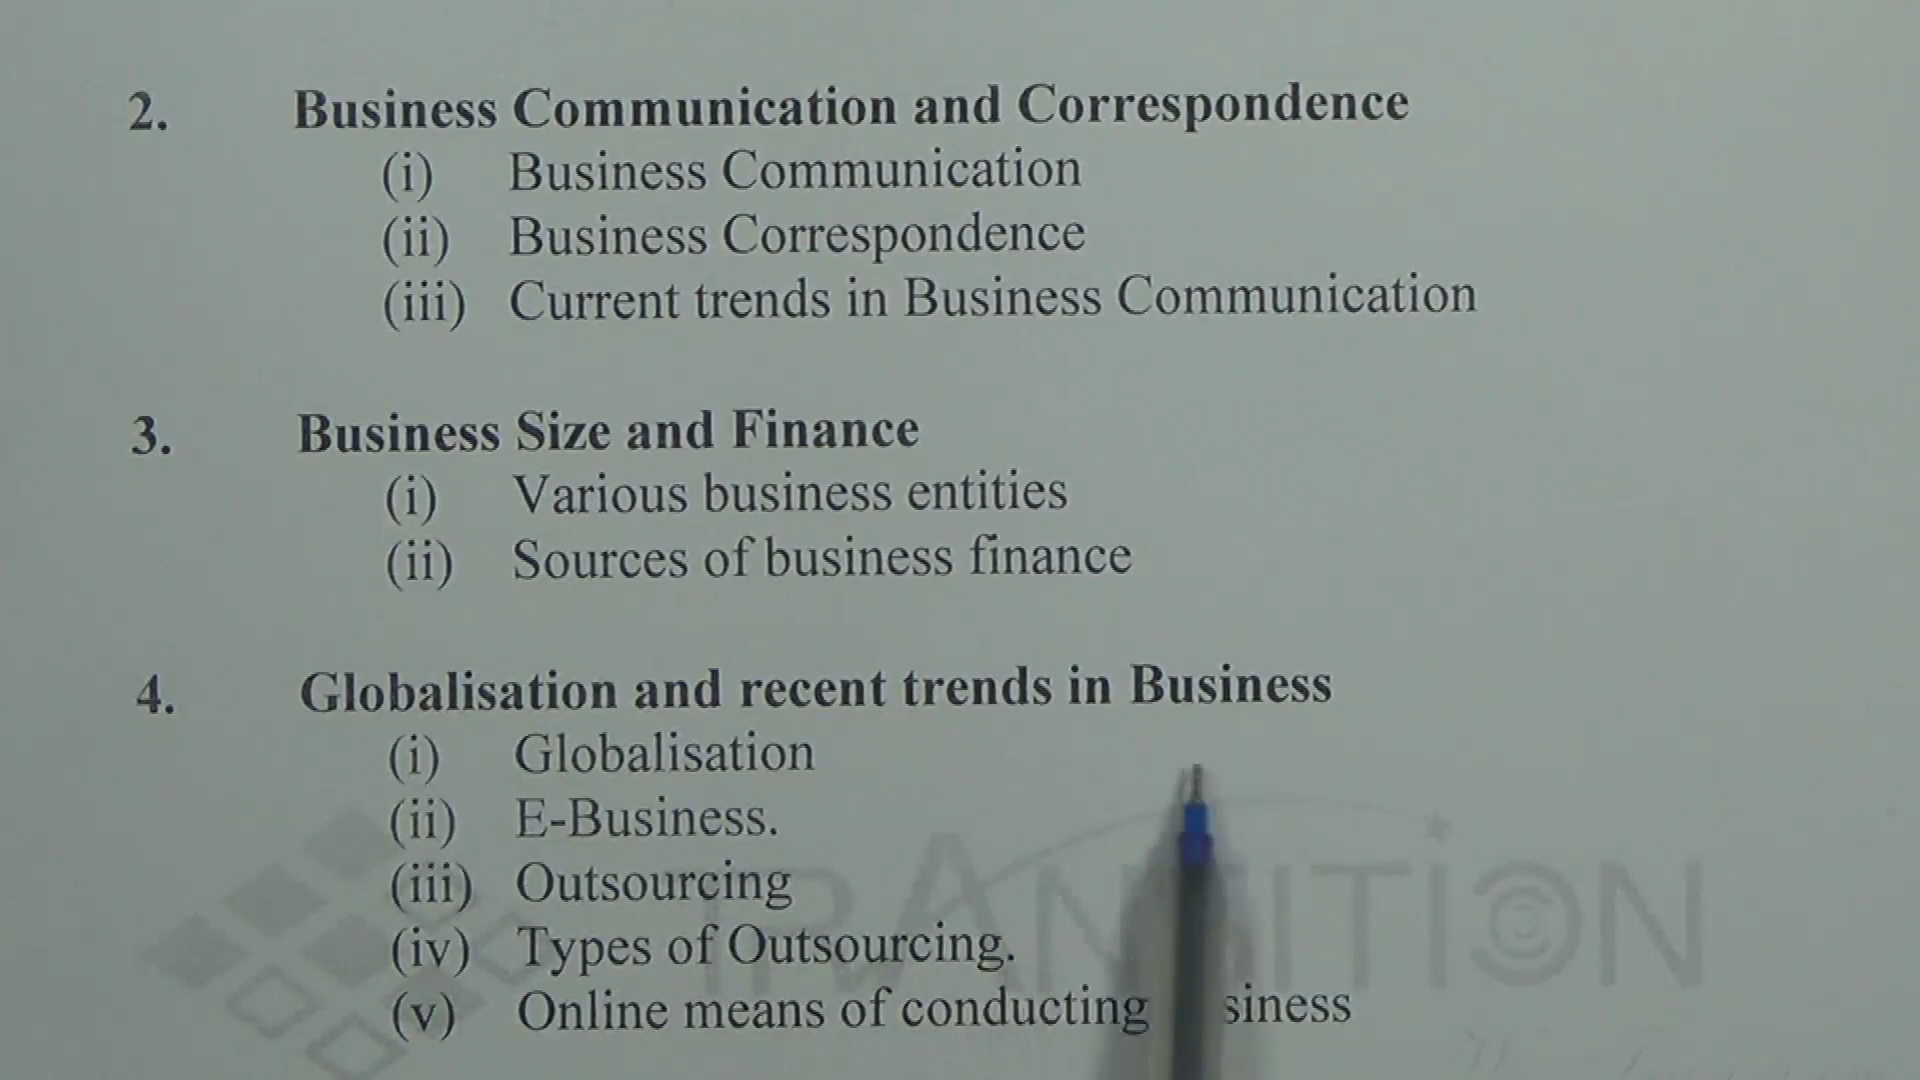 2. Business Communication and Correspondence
(i) Business Communication
(ii) Business Correspondence
(iii) Current trends in Business Communication
3. Business Size and Finance
(i) Various business entities
(ii) Sources of business finance
4. Globalisation and recent trends in Business
(i) Globalisation
(ii) E-Business.
(iii) Outsourcing
(iv) Types of Outsourcing.
(v) Online means of conducting siness